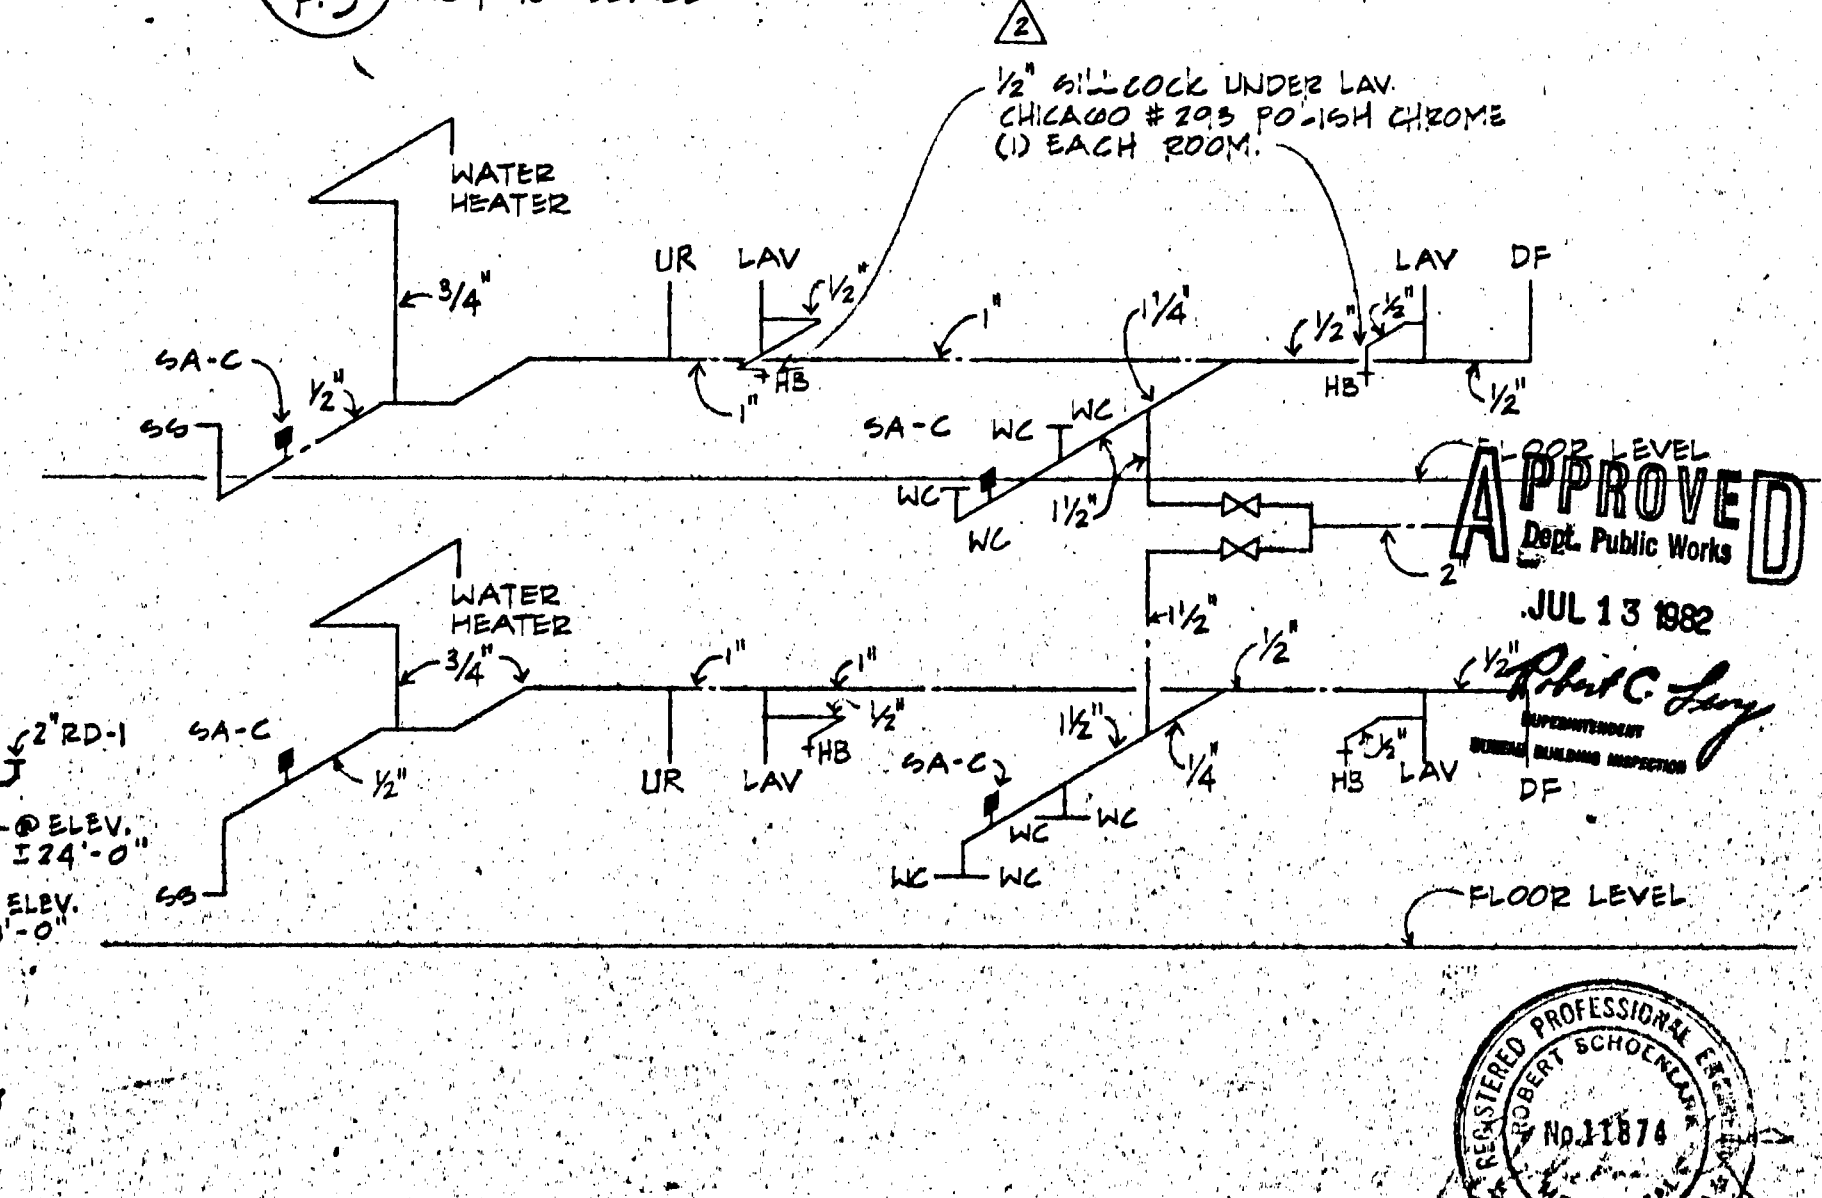 2
1/2" SILLCOCK UNDER LAV.
CHICAGO # 293 POLISH CHROME
(1) EACH ROOM.
WATER
HEATER
3/4"
UR
LAV
1/2"
LAV
DF
1"
1 1/4"
1/2"
1/2"
SA-C
1/2"
HB
1"
HB
1/2"
SS
SA-C
WC
WC
FLOOR LEVEL
WC
1 1/2"
WC
2"
APPROVED
Dept. Public Works
JUL 13 1982
Robert C.
SUPERINTENDENT
BUREAU BUILDING INSPECTION
WATER
HEATER
3/4"
1"
1"
1/2"
1 1/2"
1/2"
1/2"
2"RD-1
SA-C
1/2"
UR
LAV
HB
1 1/2"
SA-C
1/4"
HB
1/2"
LAV
DF
@ ELEV.
±24'-0"
WC
WC
WC
WC
SS
ELEV.
'-0"
FLOOR LEVEL
REGISTERED PROFESSIONAL
ROBERT SCHOENLANK
No.11874